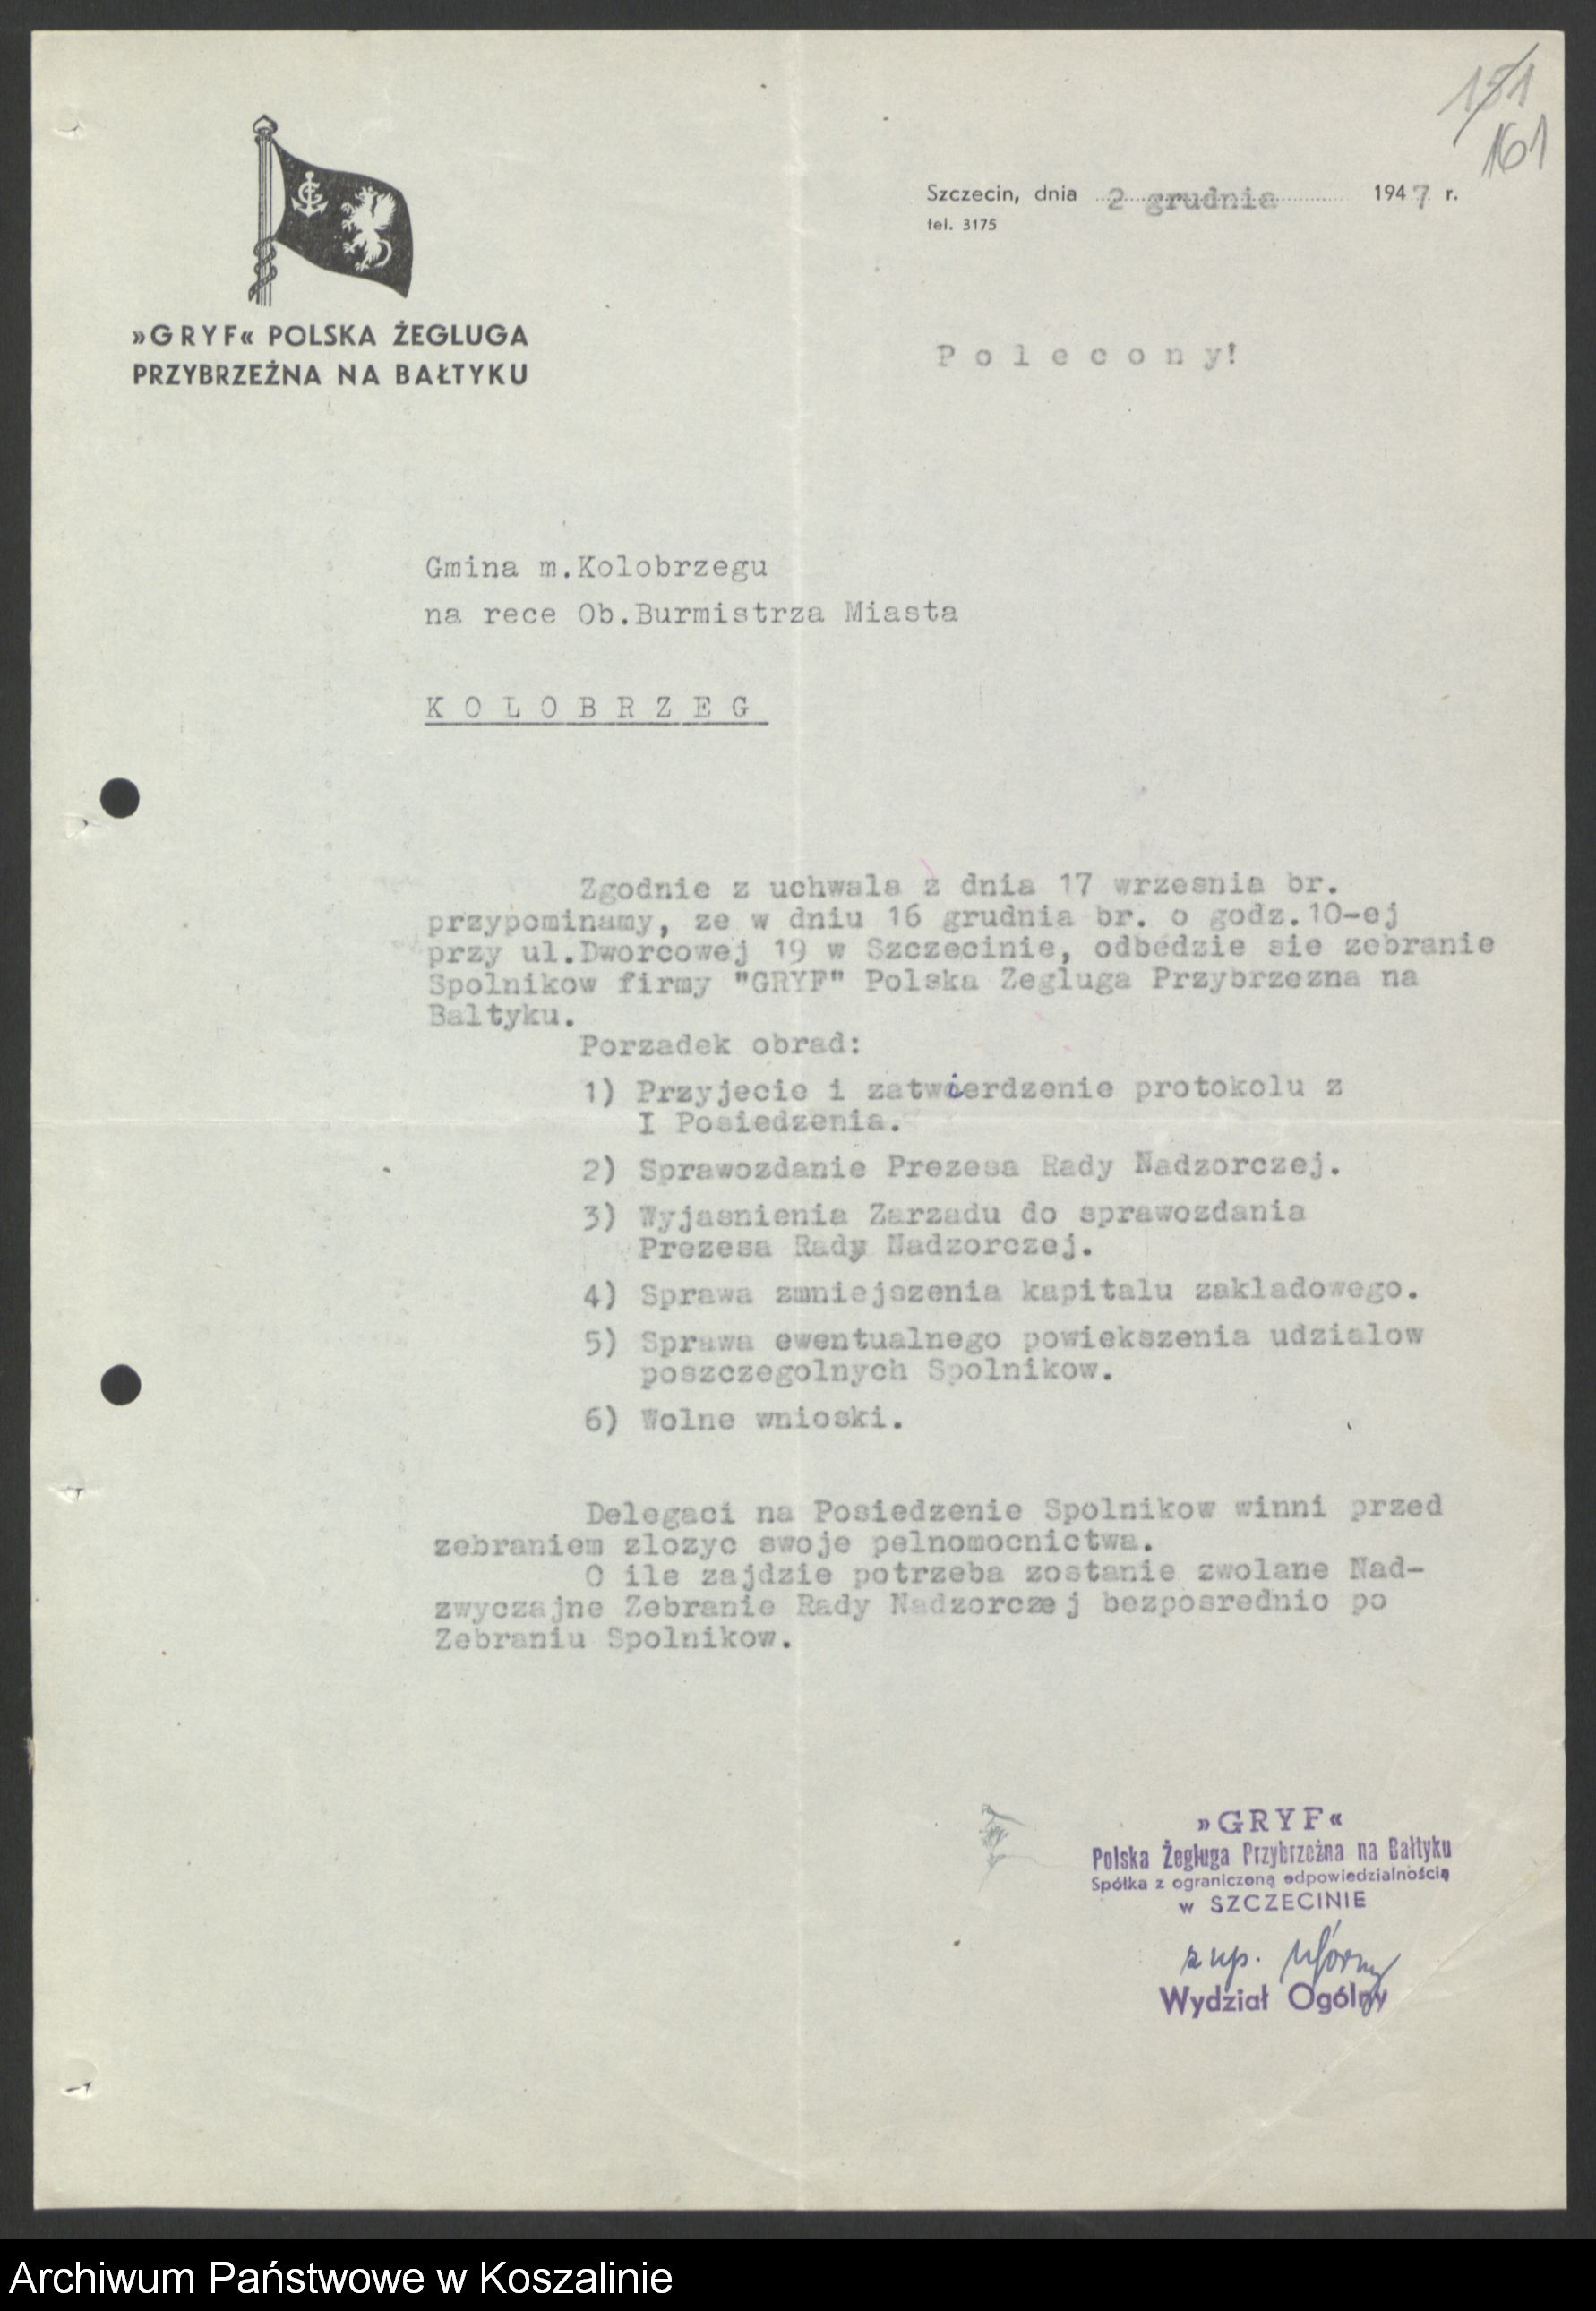 151
161
Szczecin, dnia 2 grudnia 1947 r.
tel. 3175
»GRYF« POLSKA ŻEGLUGA
PRZYBRZEŻNA NA BAŁTYKU
P o l e c o n y!
Gmina m.Kolobrzegu
na rece Ob.Burmistrza Miasta
K O L O B R Z E G
Zgodnie z uchwala z dnia 17 wrzesnia br.
przypominamy, ze w dniu 16 grudnia br. o godz.10-ej
przy ul.Dworcowej 19 w Szczecinie, odbedzie sie zebranie
Spolnikow firmy "GRYF" Polska Zegluga Przybrzezna na
Baltyku.
Porzadek obrad:
1) Przyjecie i zatwierdzenie protokolu z
I Posiedzenia.
2) Sprawozdanie Prezesa Rady Nadzorczej.
3) Wyjasnienia Zarzadu do sprawozdania
Prezesa Rady Nadzorczej.
4) Sprawa zmniejszenia kapitalu zakladowego.
5) Sprawa ewentualnego powiekszenia udzialow
poszczegolnych Spolnikow.
6) Wolne wnioski.
Delegaci na Posiedzenie Spolnikow winni przed
zebraniem zlozyc swoje pelnomocnictwa.
O ile zajdzie potrzeba zostanie zwolane Nad-
zwyczajne Zebranie Rady Nadzorczej bezposrednio po
Zebraniu Spolnikow.
»GRYF«
Polska Żegluga Przybrzeżna na Bałtyku
Spółka z ograniczoną odpowiedzialnością
w SZCZECINIE
z up.
Wydział Ogólny
Archiwum Państwowe w Koszalinie